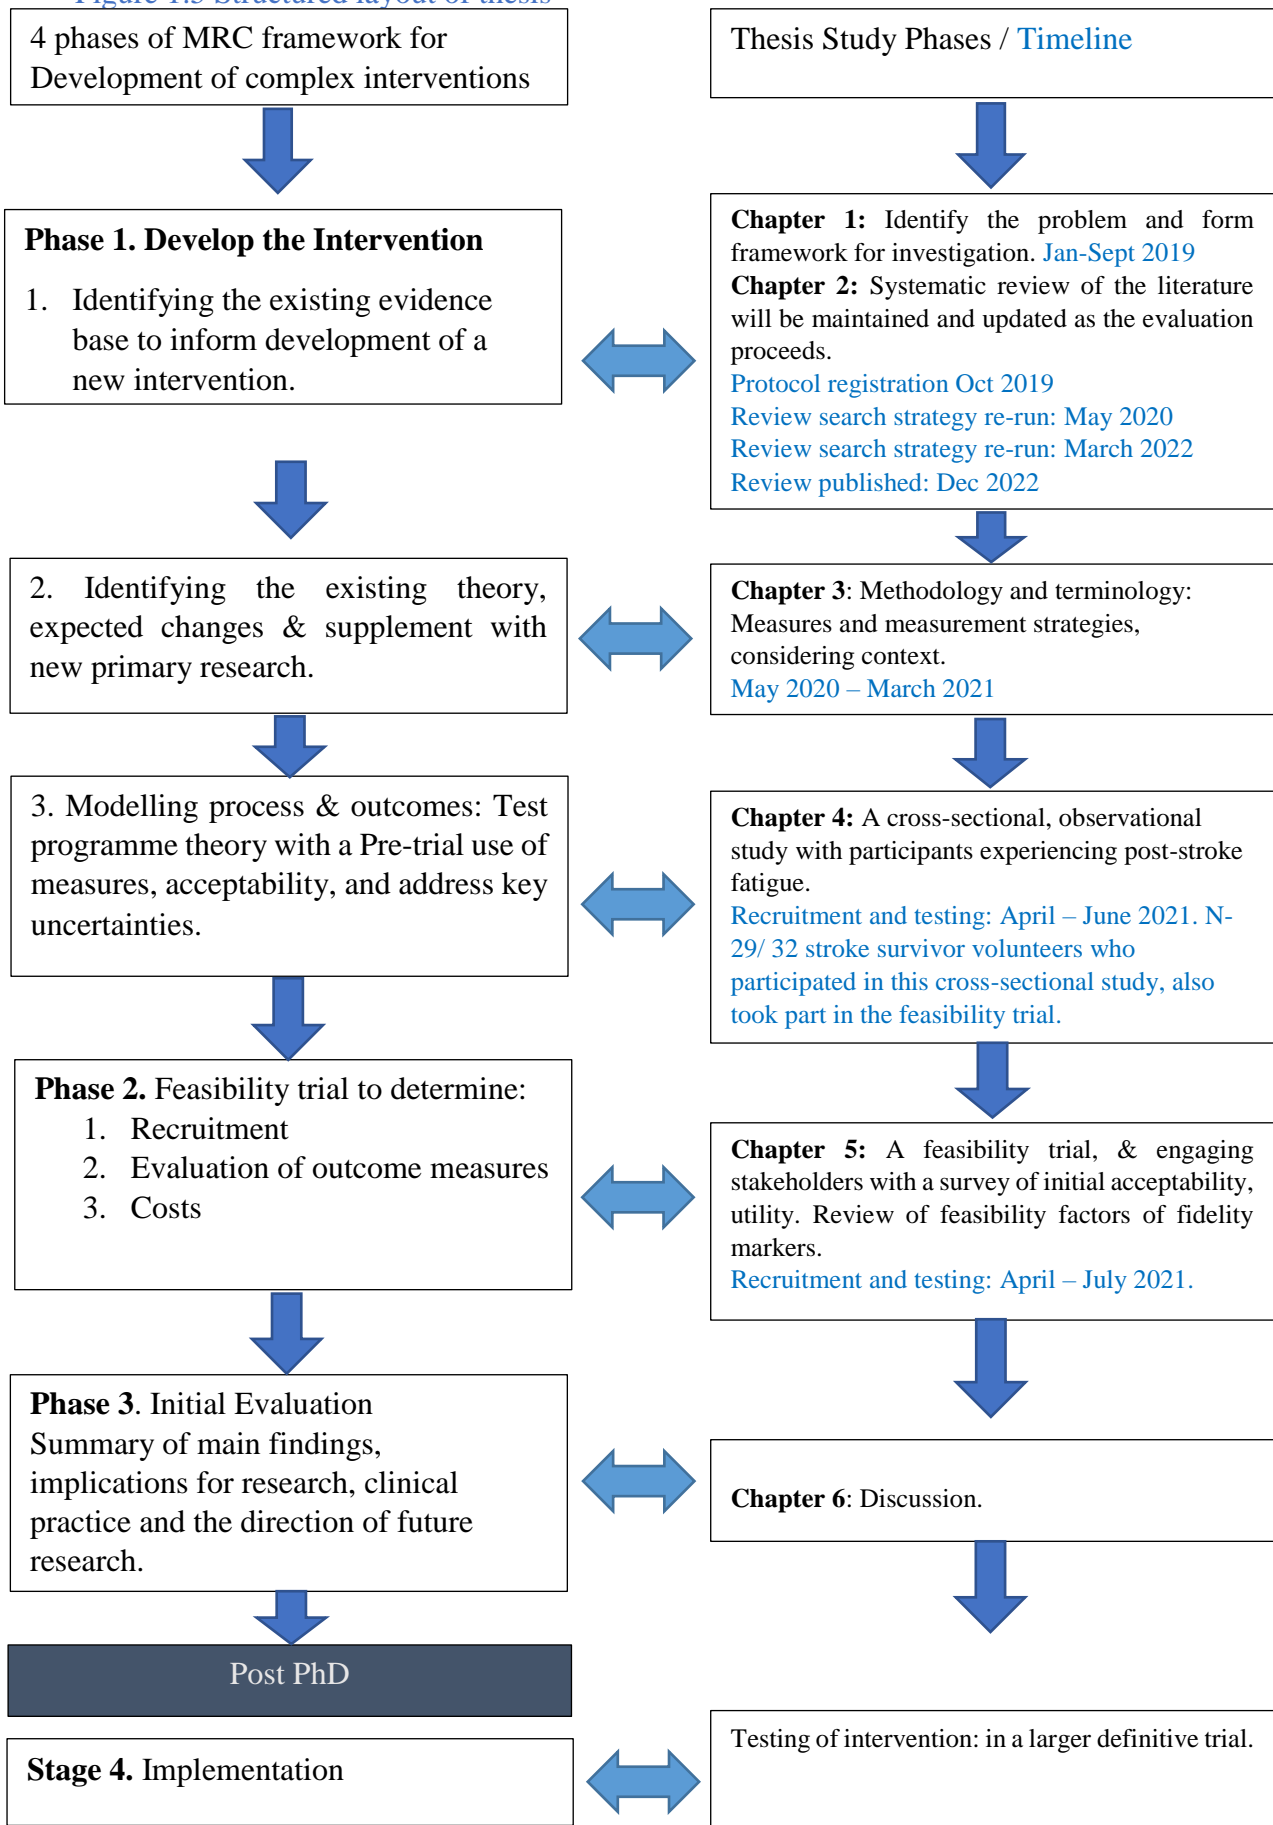 Figure 1.3 Structured layout of thesis
4 phases of MRC framework for
Development of complex interventions
Thesis Study Phases / Timeline
Phase 1. Develop the Intervention
1. Identifying the existing evidence
base to inform development of a
new intervention.
Chapter 1: Identify the problem and form
framework for investigation. Jan-Sept 2019
Chapter 2: Systematic review of the literature
will be maintained and updated as the evaluation
proceeds.
Protocol registration Oct 2019
Review search strategy re-run: May 2020
Review search strategy re-run: March 2022
Review published: Dec 2022
2. Identifying the existing theory,
expected changes & supplement with
new primary research.
Chapter 3: Methodology and terminology:
Measures and measurement strategies,
considering context.
May 2020 – March 2021
3. Modelling process & outcomes: Test
programme theory with a Pre-trial use of
measures, acceptability, and address key
uncertainties.
Chapter 4: A cross-sectional, observational
study with participants experiencing post-stroke
fatigue.
Recruitment and testing: April – June 2021. N-
29/ 32 stroke survivor volunteers who
participated in this cross-sectional study, also
took part in the feasibility trial.
Phase 2. Feasibility trial to determine:
1. Recruitment
2. Evaluation of outcome measures
3. Costs
Chapter 5: A feasibility trial, & engaging
stakeholders with a survey of initial acceptability,
utility. Review of feasibility factors of fidelity
markers.
Recruitment and testing: April – July 2021.
Phase 3. Initial Evaluation
Summary of main findings,
implications for research, clinical
practice and the direction of future
research.
Chapter 6: Discussion.
Post PhD
Stage 4. Implementation
Testing of intervention: in a larger definitive trial.